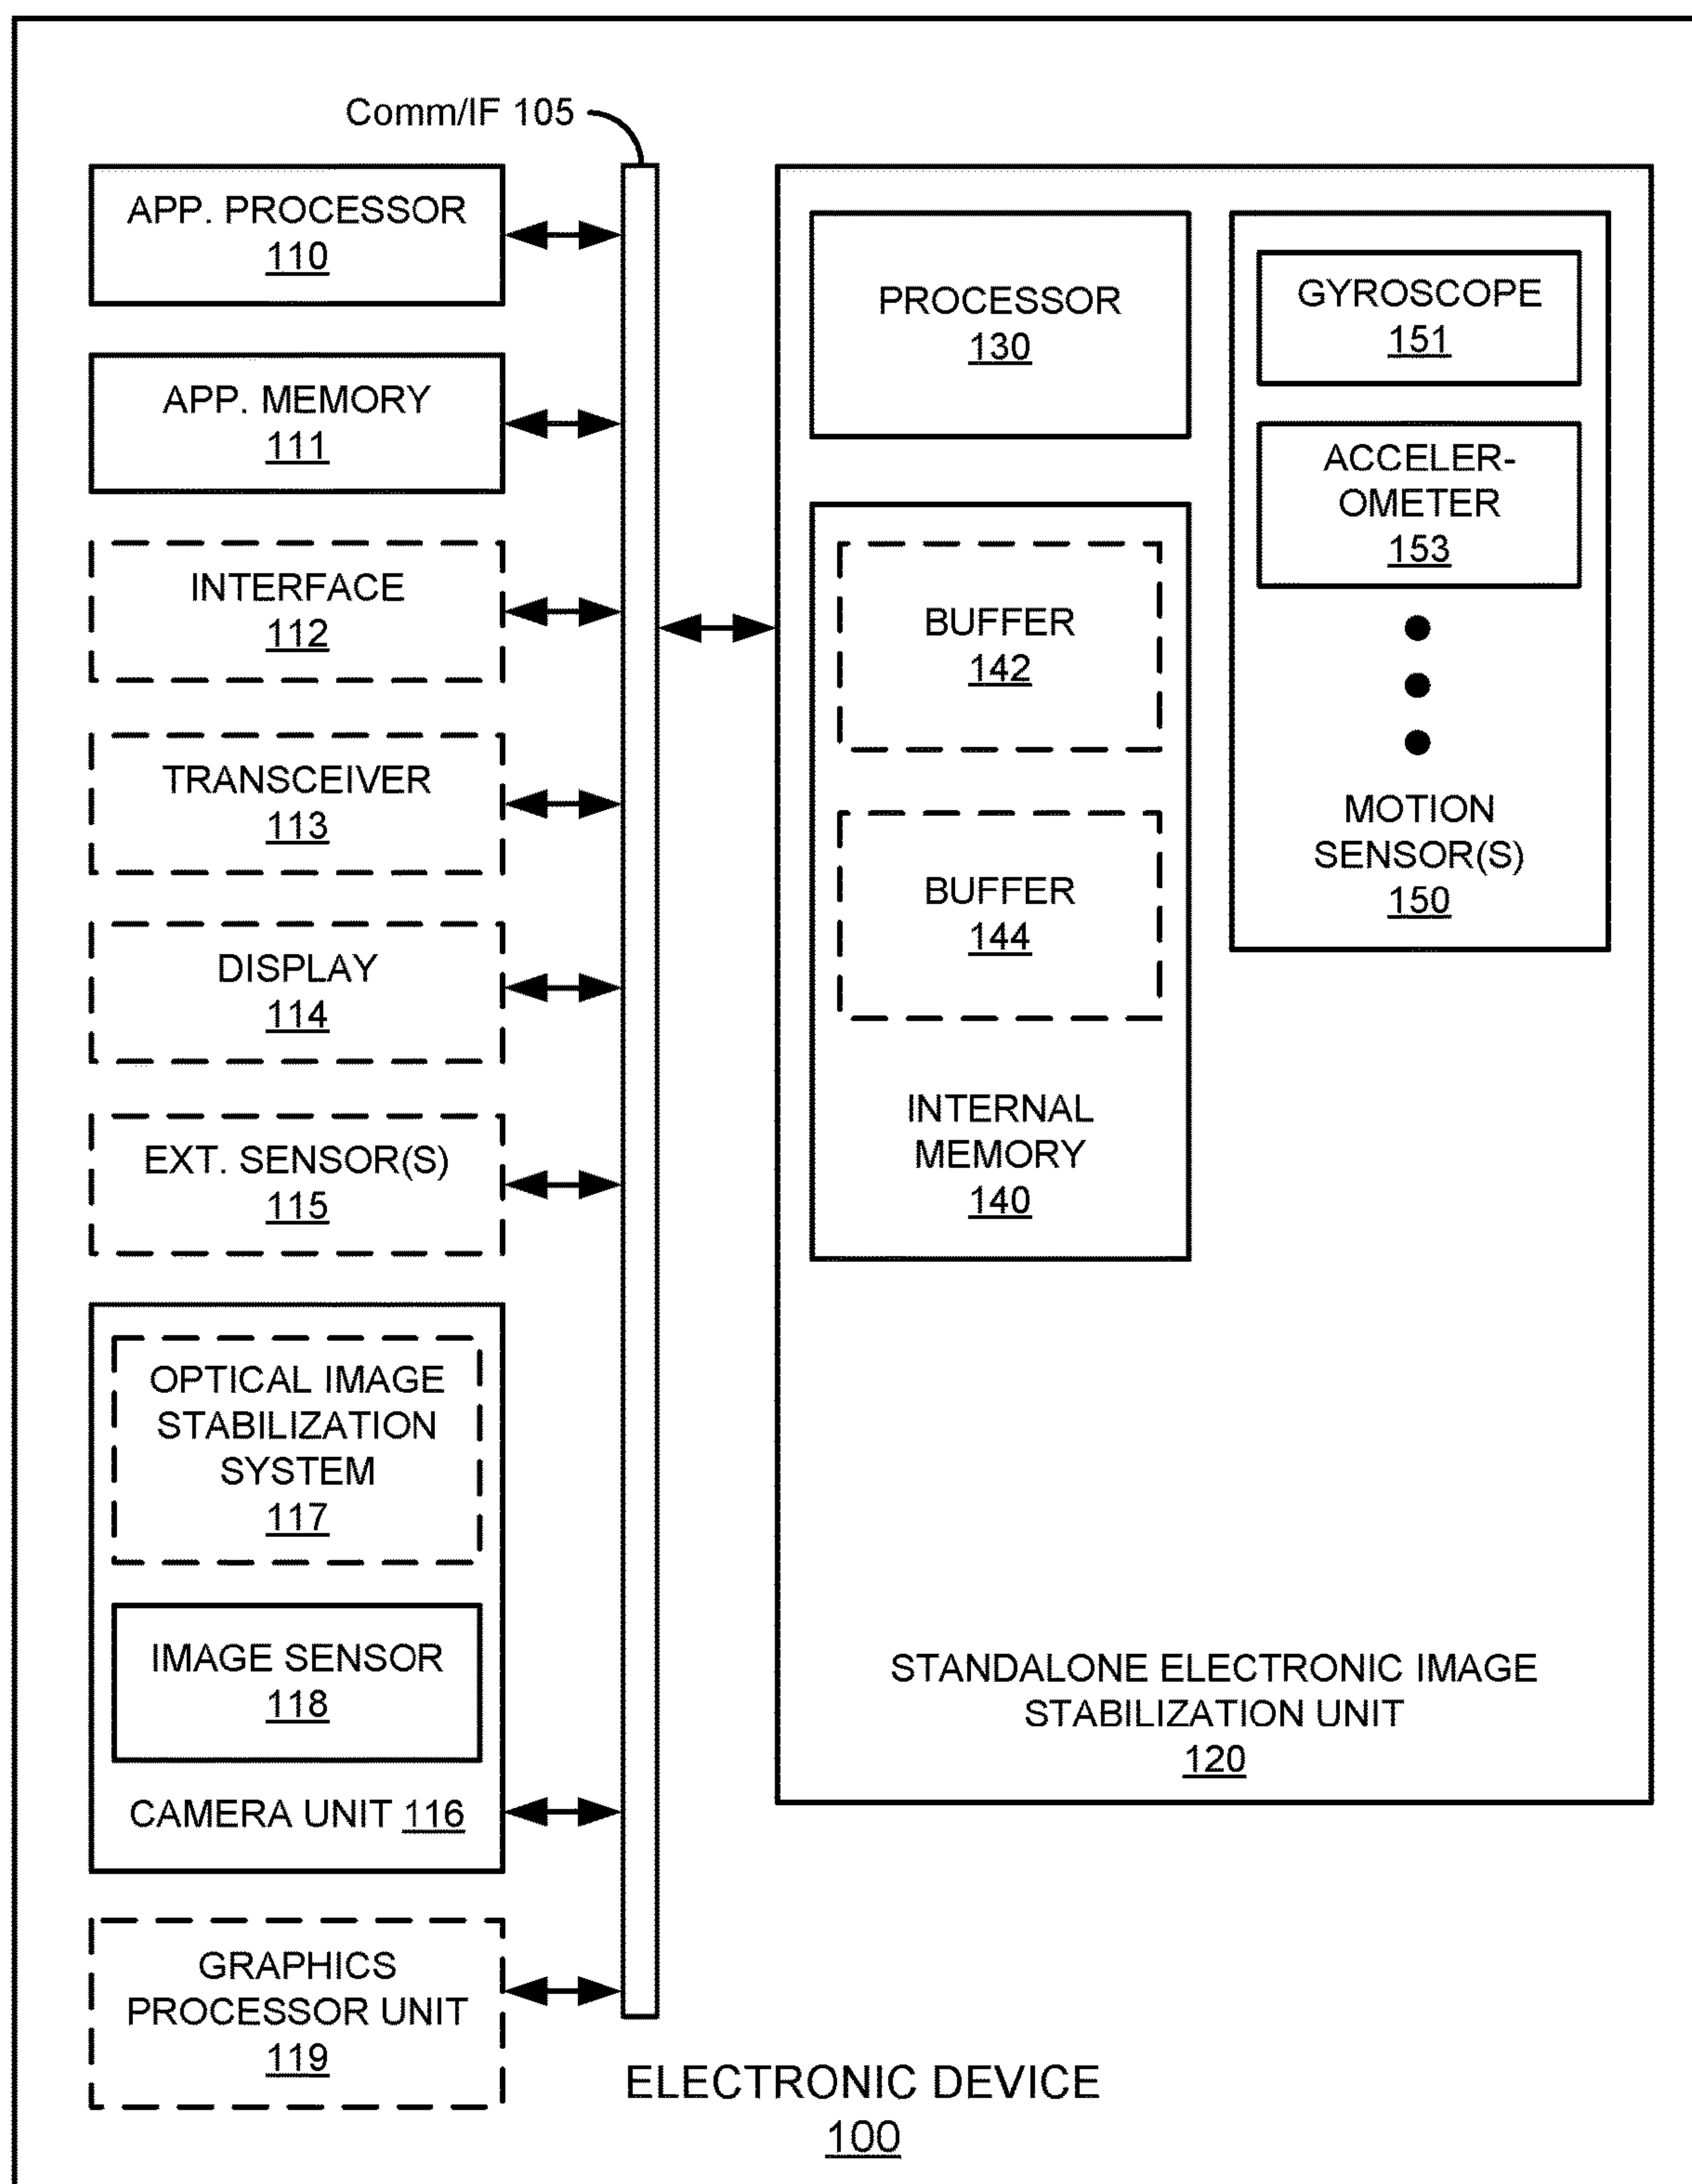 Comm/IF 105
APP. PROCESSOR
110
APP. MEMORY
111
INTERFACE
112
TRANSCEIVER
113
DISPLAY
114
EXT. SENSOR(S)
115
OPTICAL IMAGE
STABILIZATION
SYSTEM
117
IMAGE SENSOR
118
CAMERA UNIT 116
GRAPHICS
PROCESSOR UNIT
119
PROCESSOR
130
BUFFER
142
BUFFER
144
INTERNAL
MEMORY
140
GYROSCOPE
151
ACCELER-
OMETER
153
MOTION
SENSOR(S)
150
STANDALONE ELECTRONIC IMAGE
STABILIZATION UNIT
120
ELECTRONIC DEVICE
100